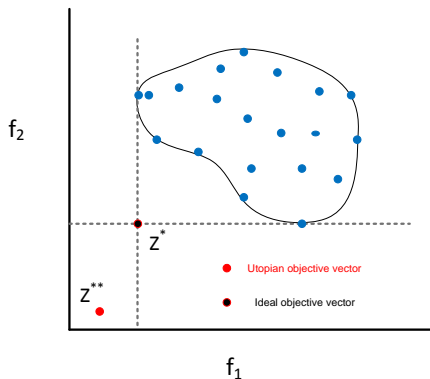 f2
Z*
Z**
Utopian objective vector
Ideal objective vector
f1